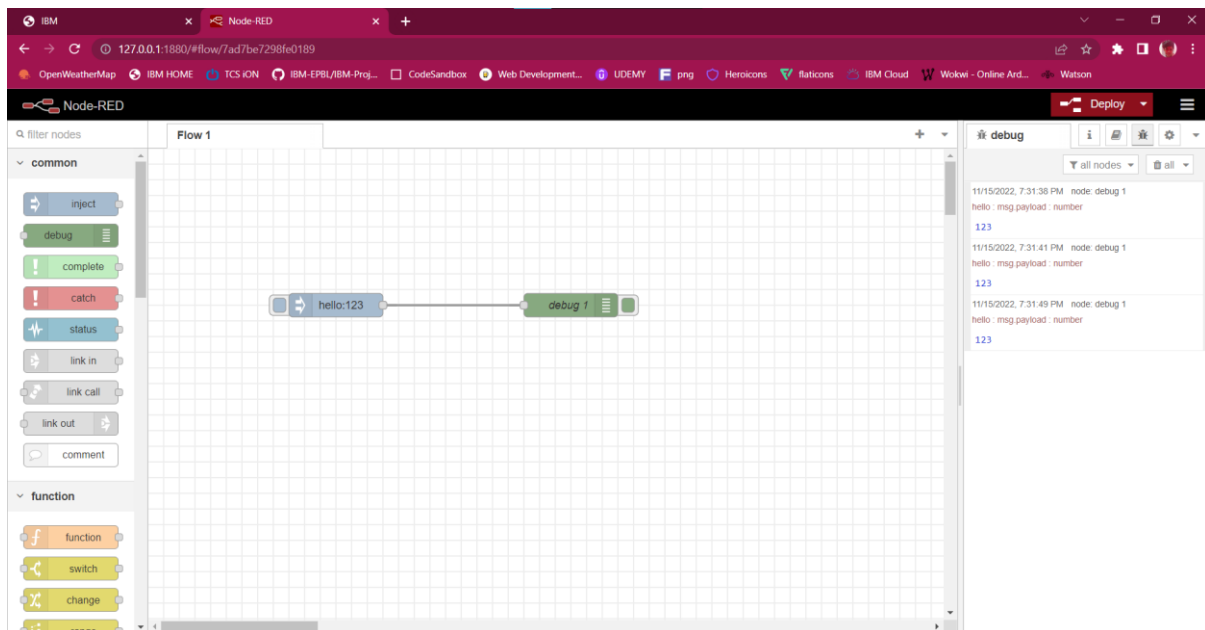 IBM
Node-RED
127.0.0.1:1880/#flow/7ad7be7298fe0189
OpenWeatherMap IBM HOME TCS iON IBM-EPBL/IBM-Proj... CodeSandbox Web Development... UDEMY png Heroicons flaticons IBM Cloud Wokwi - Online Ard... Watson
Node-RED
Deploy
filter nodes
common
inject
debug
complete
catch
status
link in
link call
link out
comment
function
function
switch
change
Flow 1
hello:123
debug 1
debug
i
all nodes
all
11/15/2022, 7:31:38 PM node: debug 1
hello : msg.payload : number
123
11/15/2022, 7:31:41 PM node: debug 1
hello : msg.payload : number
123
11/15/2022, 7:31:49 PM node: debug 1
hello : msg.payload : number
123